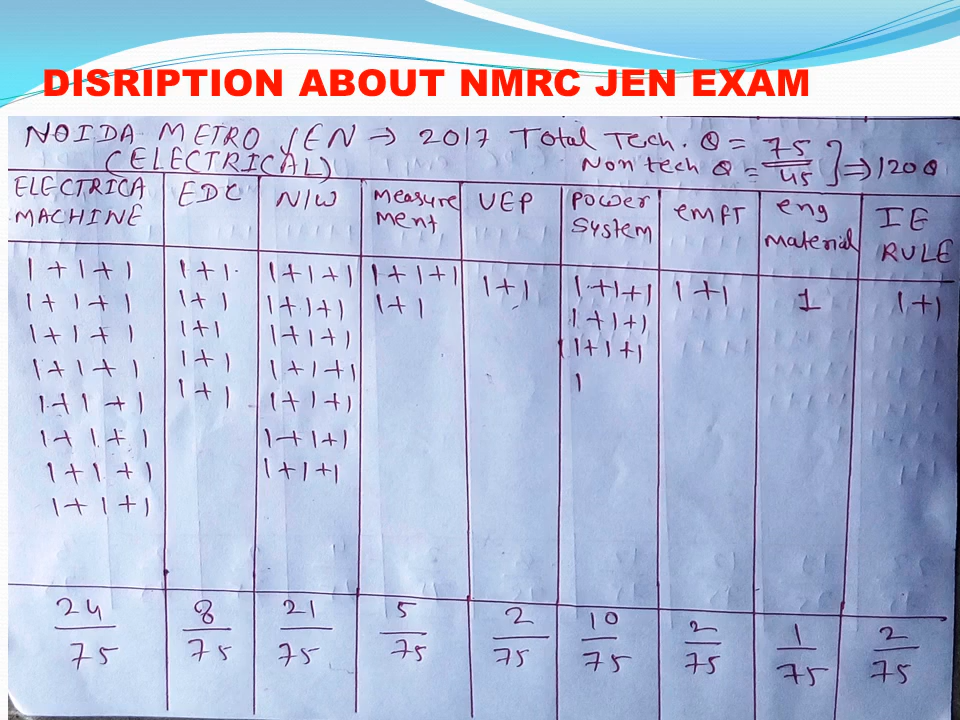 DISRIPTION ABOUT NMRC JEN EXAM
NOIDA METRO JEN → 2017 Total Tech. Q = 75
(ELECTRICAL) Non tech Q = 45 } ⇒ 120 Q
ELECTRICA MACHINE
EDC
N/W
measure ment
UEP
power system
EMFT
eng material
IE RULE
1+1+1 1+1. 1+1+1 1+1+1 1+1 1+1+1 1+1 1 1+1
1+1+1 1+1 1+1+1 1+1 1+1+1
1+1+1 1+1 1+1+1 1+1+1
1+1+1 1+1 1+1+1 1
1+1+1 1+1 1+1+1
1+1+1 1+1+1
1+1+1 1+1+1
1+1+1
24/75 8/75 21/75 5/75 2/75 10/75 2/75 1/75 2/75